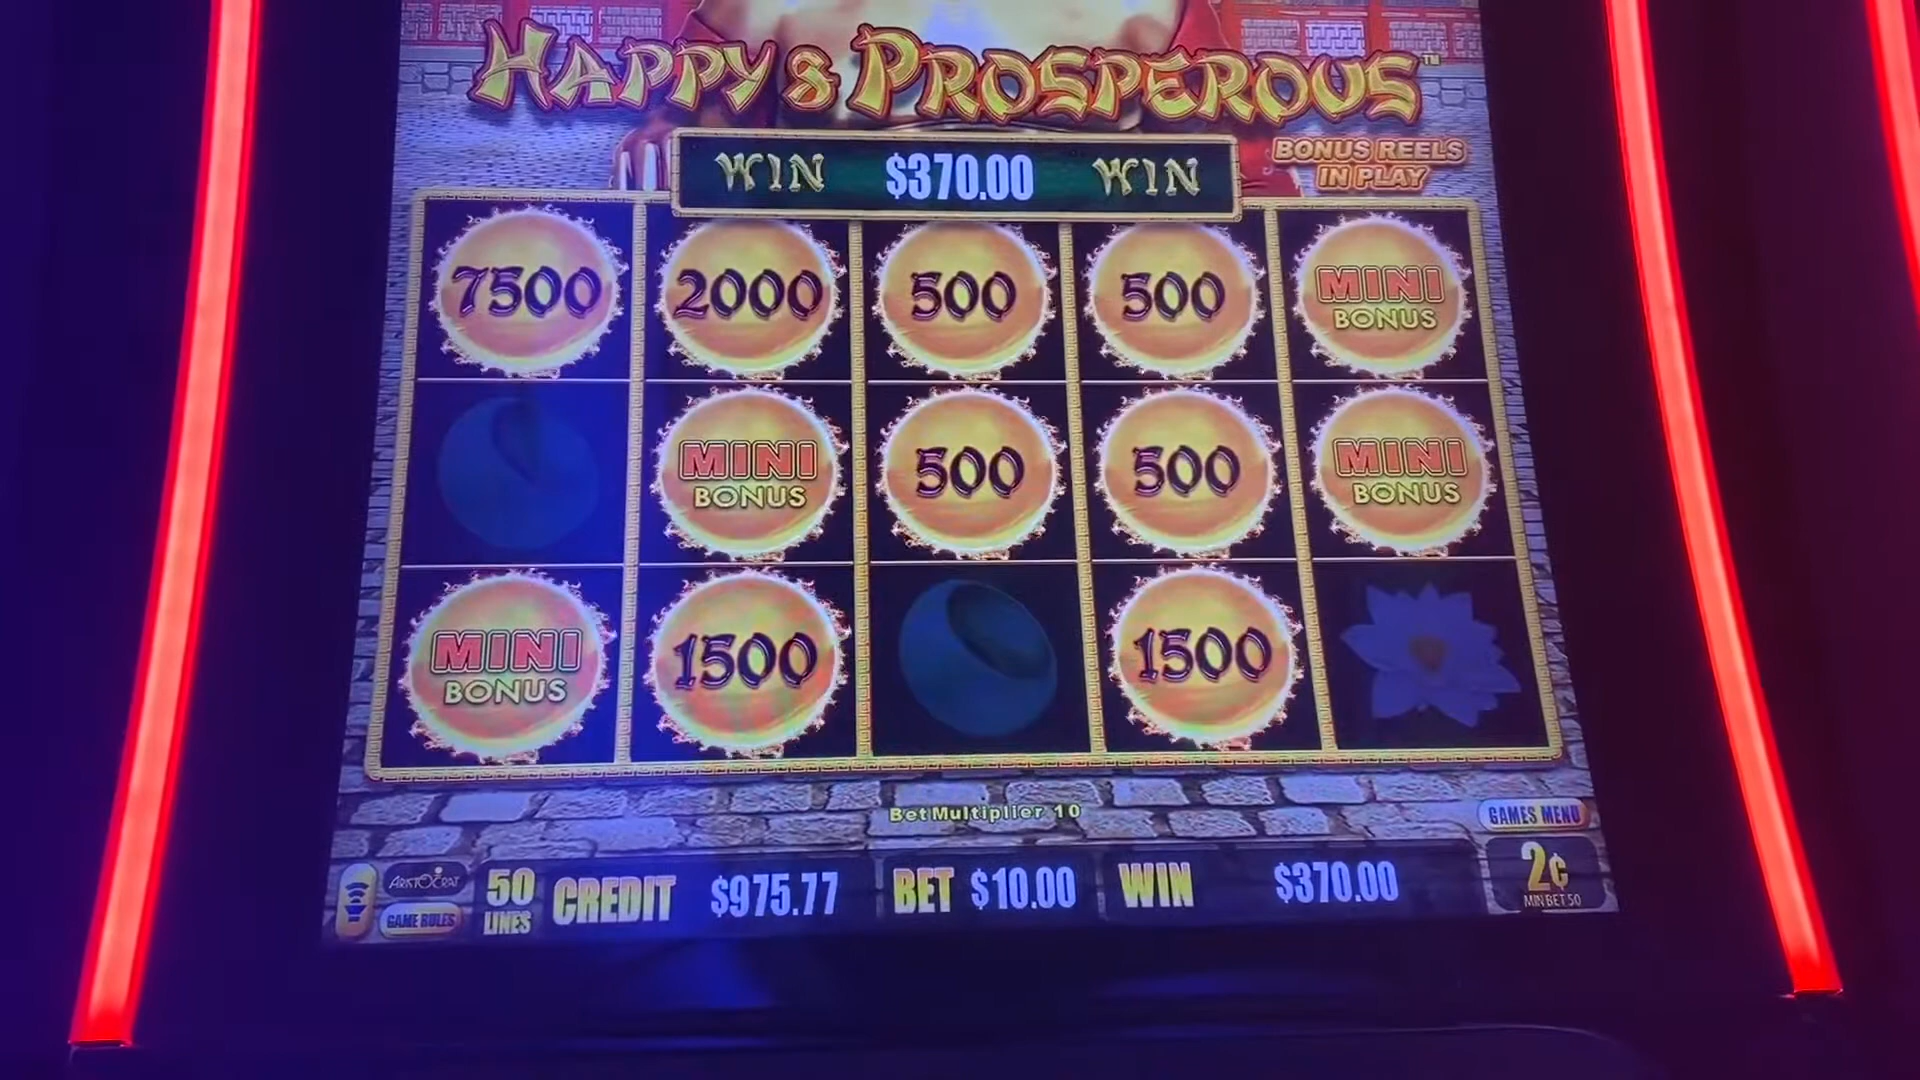 HAPPY & PROSPEROUS™
WIN $370.00 WIN
BONUS REELS
IN PLAY
7500 2000 500 500 MINI BONUS
MINI BONUS 500 500 MINI BONUS
MINI BONUS 1500 1500
Bet Multiplier 10
GAMES MENU
ARISTOCRAT
GAME RULES
50 LINES
CREDIT $975.77
BET $10.00
WIN $370.00
2¢
MIN BET 50